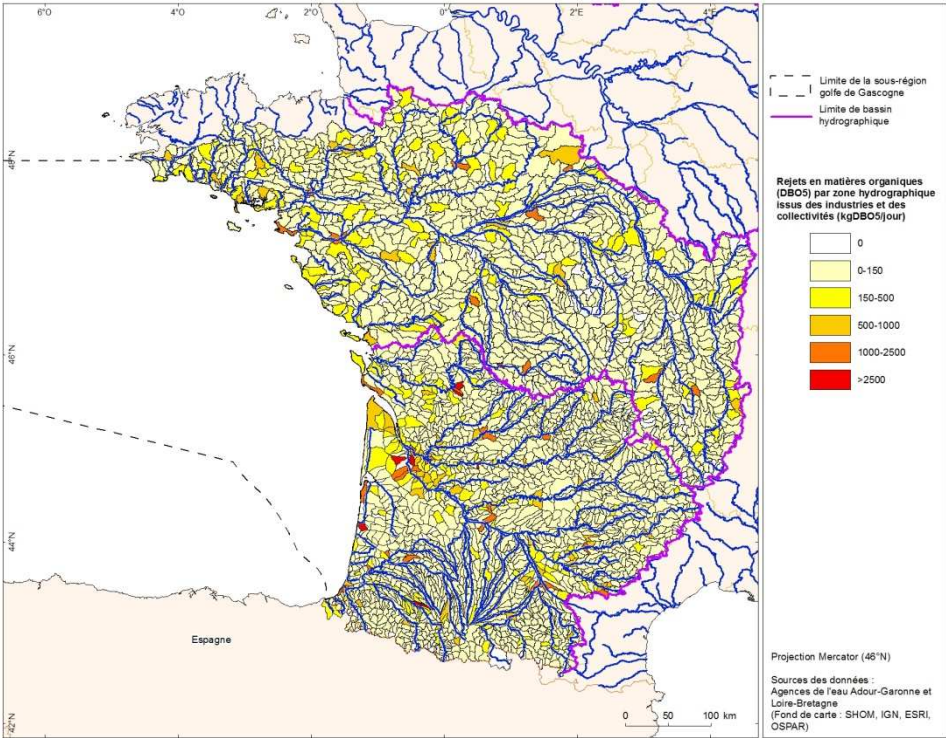 6°0
4°0
2°0
0°
2°E
4°E
48°N
46°N
44°N
42°N
Espagne
0 50 100 km
Limite de la sous-région
golfe de Gascogne
Limite de bassin
hydrographique
Rejets en matières organiques
(DBO5) par zone hydrographique
issus des industries et des
collectivités (kgDBO5/jour)
0
0-150
150-500
500-1000
1000-2500
>2500
Projection Mercator (46°N)
Sources des données :
Agences de l'eau Adour-Garonne et
Loire-Bretagne
(Fond de carte : SHOM, IGN, ESRI,
OSPAR)